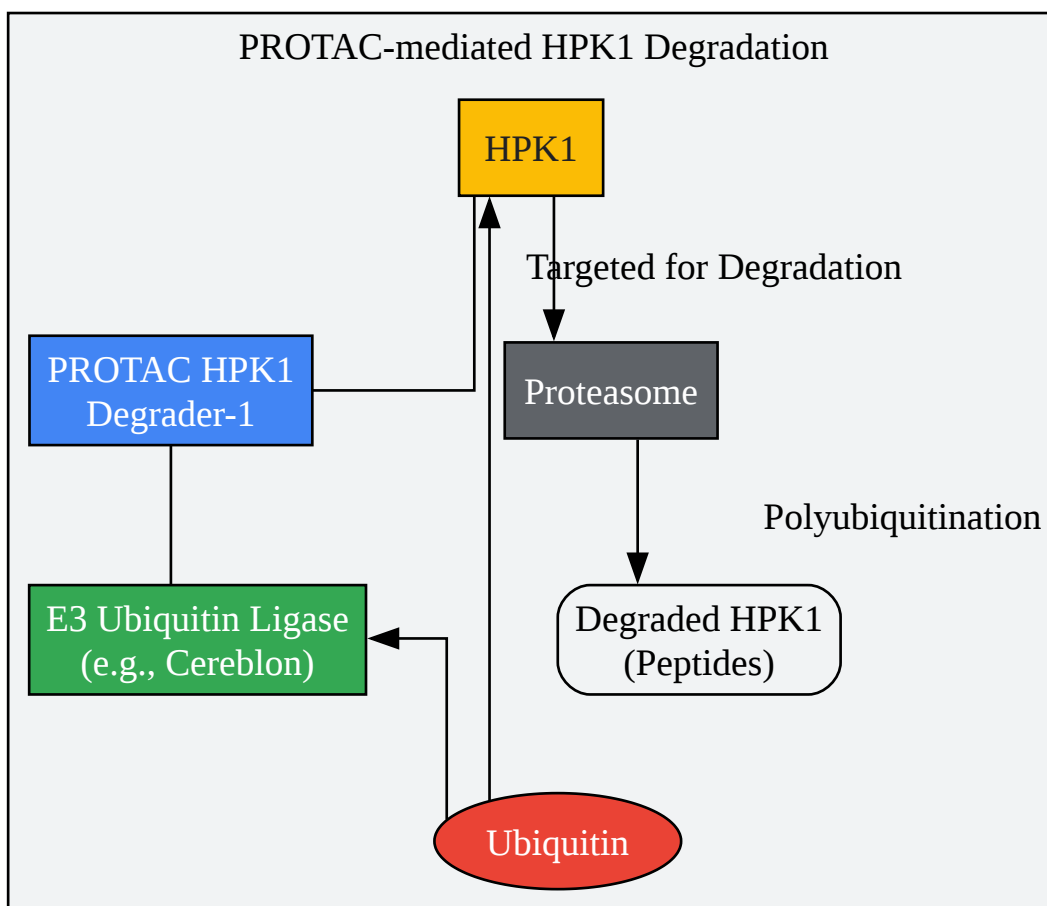 PROTAC-mediated HPK1 Degradation
HPK1
Targeted for Degradation
PROTAC HPK1
Degrader-1
Proteasome
Polyubiquitination
E3 Ubiquitin Ligase
(e.g., Cereblon)
Degraded HPK1
(Peptides)
Ubiquitin